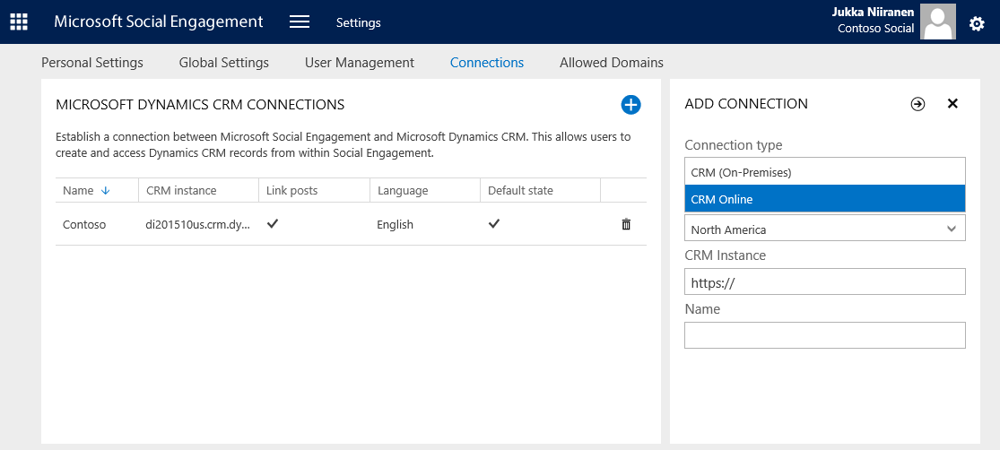 Microsoft Social Engagement
Settings
Jukka Niiranen
Contoso Social
Personal Settings
Global Settings
User Management
Connections
Allowed Domains
MICROSOFT DYNAMICS CRM CONNECTIONS
Establish a connection between Microsoft Social Engagement and Microsoft Dynamics CRM. This allows users to
create and access Dynamics CRM records from within Social Engagement.
Name CRM instance Link posts Language Default state
Contoso di201510us.crm.dy... English
ADD CONNECTION
Connection type
CRM (On-Premises)
CRM Online
North America
CRM Instance
https://
Name